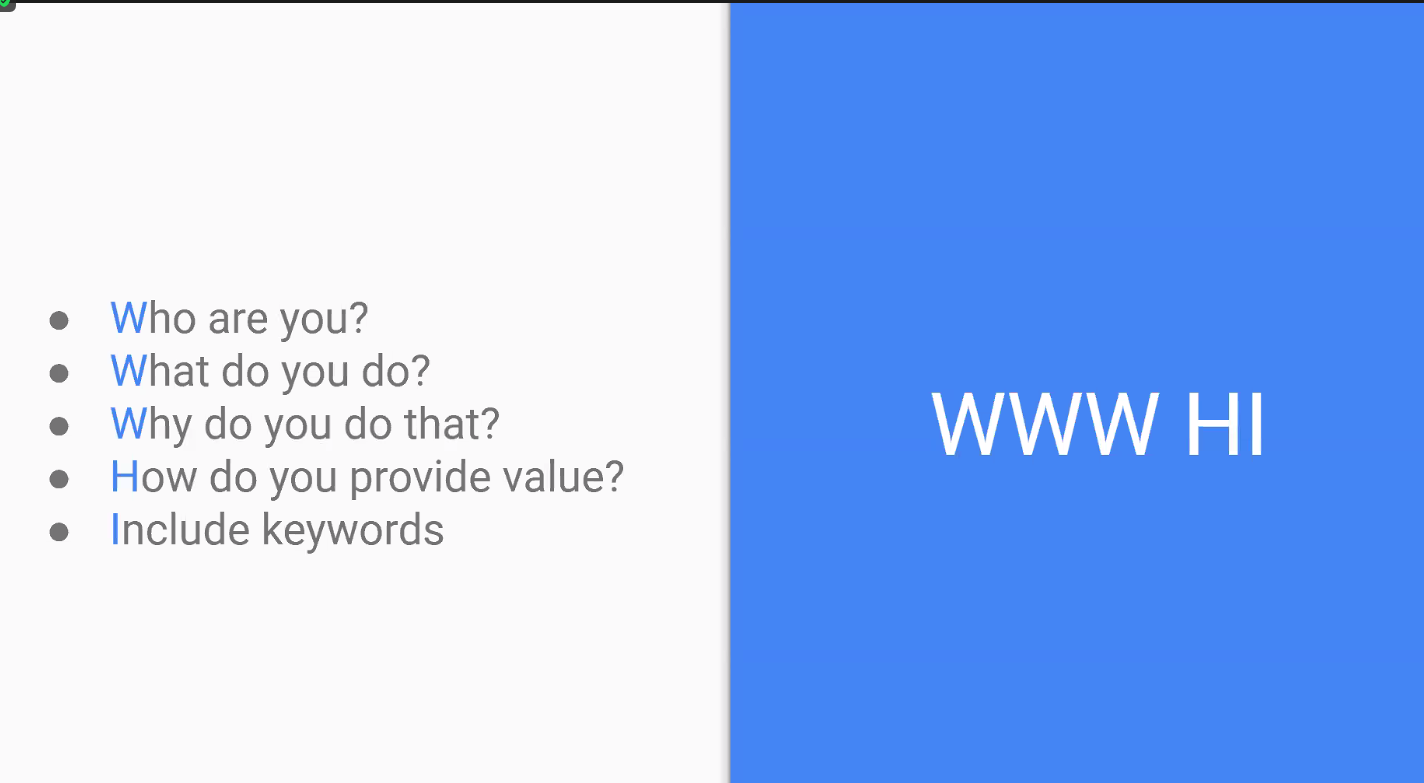 Who are you?
What do you do?
Why do you do that?
How do you provide value?
Include keywords
WWW HI